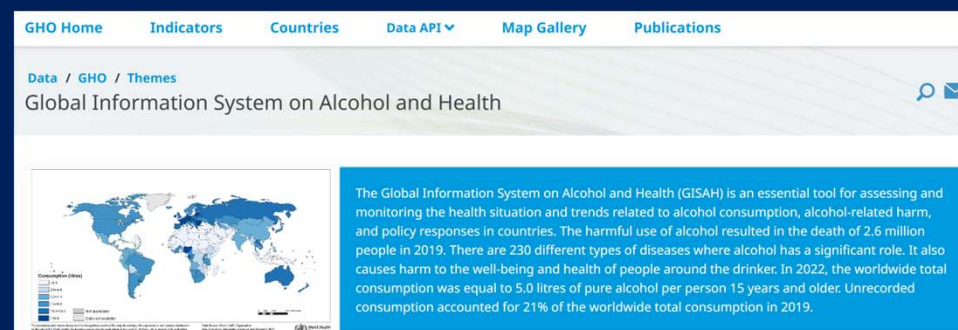 GHO Home Indicators Countries Data API Map Gallery Publications
Data / GHO / Themes
Global Information System on Alcohol and Health
The Global Information System on Alcohol and Health (GISAH) is an essential tool for assessing and
monitoring the health situation and trends related to alcohol consumption, alcohol-related harm,
and policy responses in countries. The harmful use of alcohol resulted in the death of 2.6 million
people in 2019. There are 230 different types of diseases where alcohol has a significant role. It also
causes harm to the well-being and health of people around the drinker. In 2022, the worldwide total
consumption was equal to 5.0 litres of pure alcohol per person 15 years and older. Unrecorded
consumption accounted for 21% of the worldwide total consumption in 2019.
Consumption (litres)
Data not available
World Health